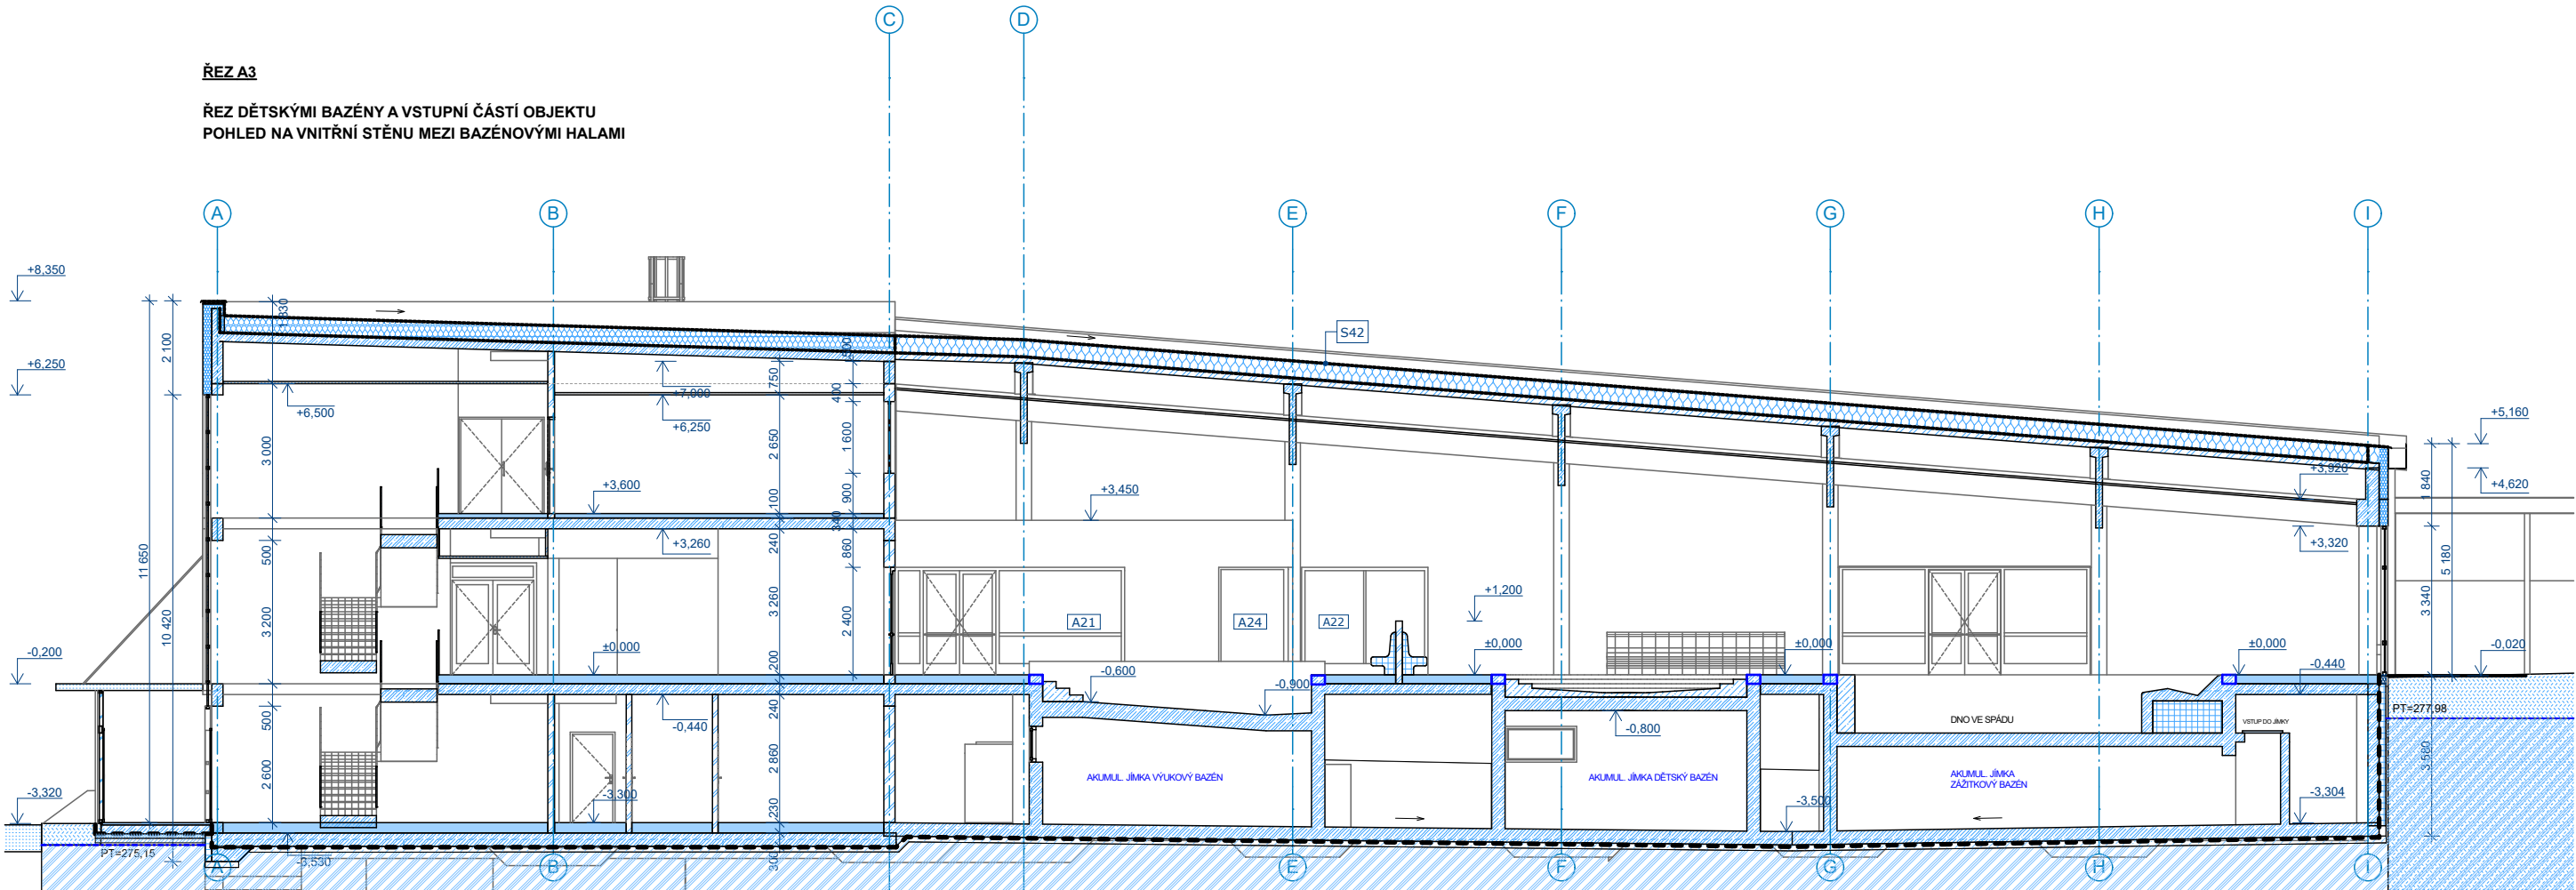 C
D
ŘEZ A3
ŘEZ DĚTSKÝMI BAZÉNY A VSTUPNÍ ČÁSTÍ OBJEKTU
POHLED NA VNITŘNÍ STĚNU MEZI BAZÉNOVÝMI HALAMI
A
B
E
F
G
H
I
+8,350
+6,250
-0,200
-3,320
11 650
2 100
10 420
1 830
3 000
500
3 200
500
2 600
+6,500
+7,000
+6,250
+3,600
+3,260
±0,000
-0,440
-3,300
-3,530
750
2 650
100
240
3 260
200
240
2 860
230
300
400
1 600
900
340
860
2 400
S42
+3,450
A21
A24
A22
+1,200
±0,000
±0,000
±0,000
-0,600
-0,900
-0,800
-0,440
-3,500
-3,304
AKUMUL. JÍMKA VÝUKOVÝ BAZÉN
AKUMUL. JÍMKA DĚTSKÝ BAZÉN
DNO VE SPÁDU
AKUMUL. JÍMKA
ZÁŽITKOVÝ BAZÉN
VSTUP DO JÍMKY
+3,920
+3,320
+5,160
+4,620
-0,020
1 840
3 340
5 180
3 580
PT=277,98
PT=275,15
A
B
E
F
G
H
I